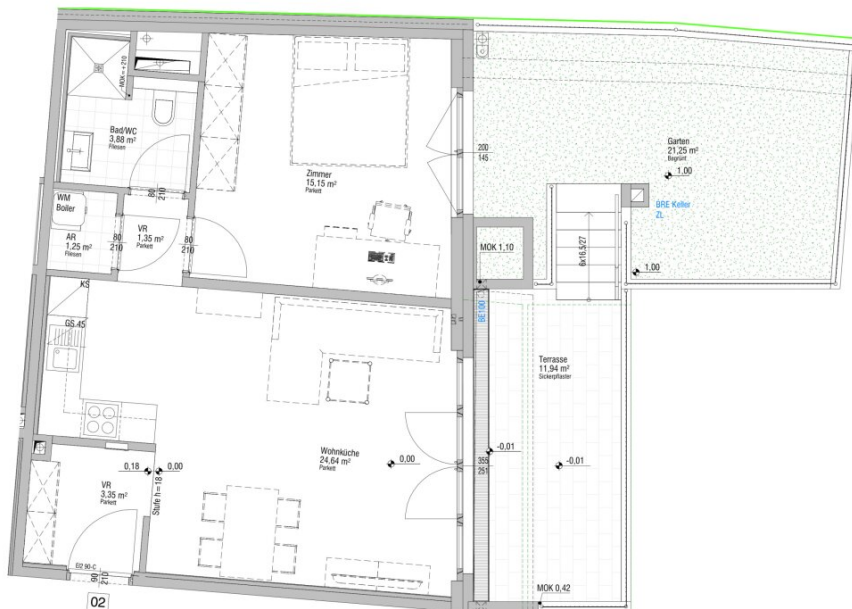 MOK=+210
Bad/WC
3,88 m²
Fliesen
80
210
WM
Boiler
AR
1,25 m²
Fliesen
80
210
VR
1,35 m²
Parkett
80
210
Zimmer
15,15 m²
Parkett
200
145
Garten
21,25 m²
Begrünt
1,00
BRE Keller
ZL
MOK 1,10
6x16,5/27
1,00
KS
GS 45
BE100
Terrasse
11,94 m²
Sickerpflaster
Wohnküche
24,64 m²
Parkett
0,00
355
251
-0,01
-0,01
0,18
0,00
Stufe h=18
VR
3,35 m²
Parkett
EI2 90-C
90
210
02
MOK 0,42